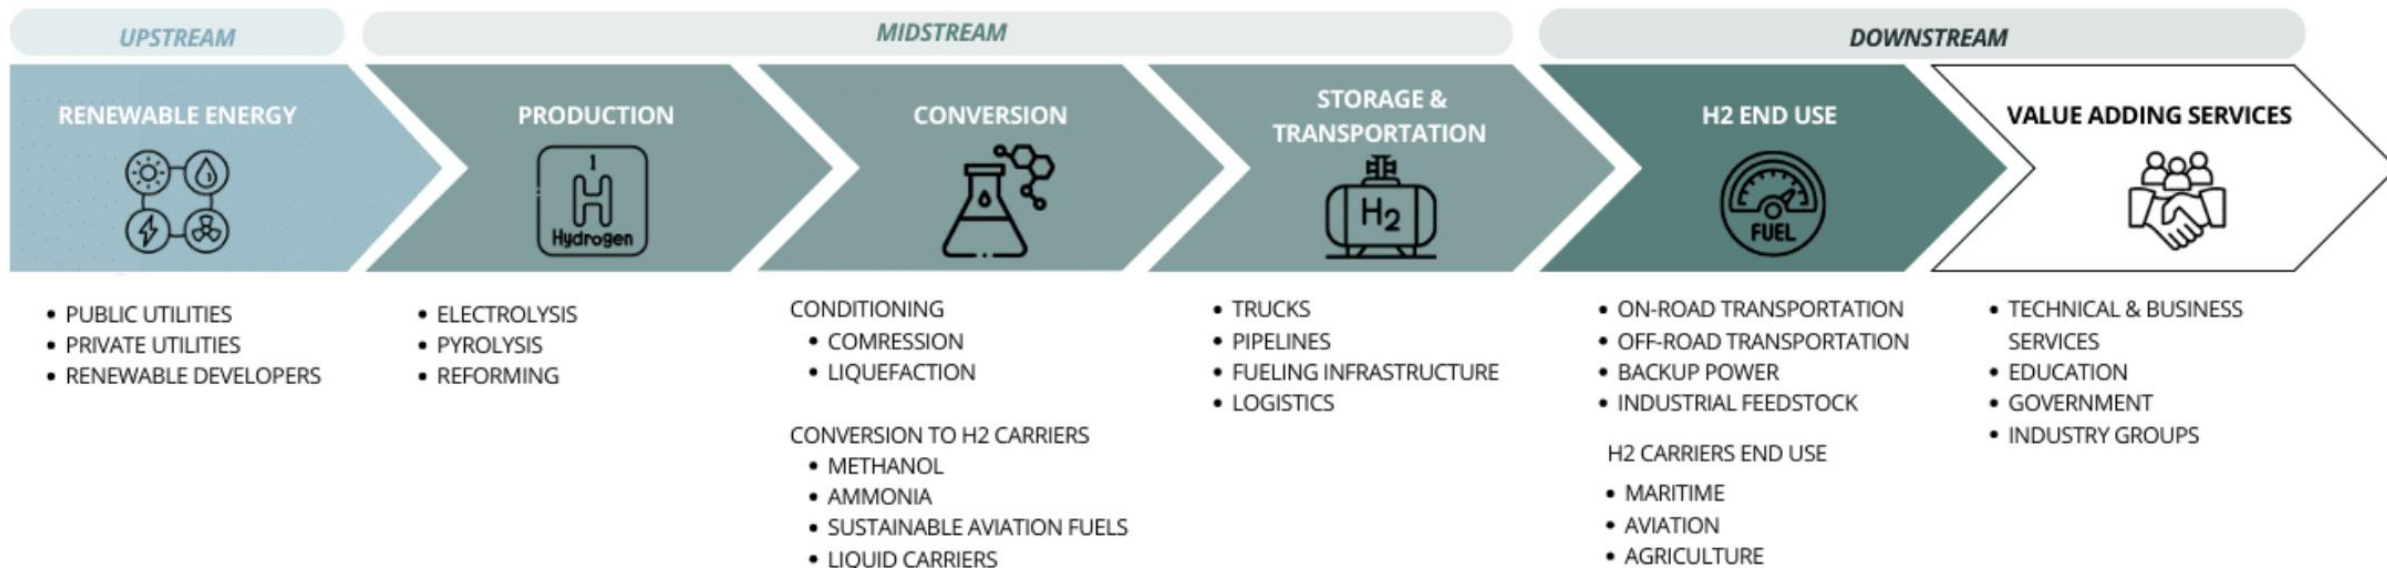 UPSTREAM
MIDSTREAM
DOWNSTREAM
RENEWABLE ENERGY
• PUBLIC UTILITIES
• PRIVATE UTILITIES
• RENEWABLE DEVELOPERS
PRODUCTION
1
H
Hydrogen
• ELECTROLYSIS
• PYROLYSIS
• REFORMING
CONVERSION
CONDITIONING
• COMRESSION
• LIQUEFACTION
CONVERSION TO H2 CARRIERS
• METHANOL
• AMMONIA
• SUSTAINABLE AVIATION FUELS
• LIQUID CARRIERS
STORAGE &
TRANSPORTATION
H2
• TRUCKS
• PIPELINES
• FUELING INFRASTRUCTURE
• LOGISTICS
H2 END USE
FUEL
• ON-ROAD TRANSPORTATION
• OFF-ROAD TRANSPORTATION
• BACKUP POWER
• INDUSTRIAL FEEDSTOCK
H2 CARRIERS END USE
• MARITIME
• AVIATION
• AGRICULTURE
VALUE ADDING SERVICES
• TECHNICAL & BUSINESS
SERVICES
• EDUCATION
• GOVERNMENT
• INDUSTRY GROUPS